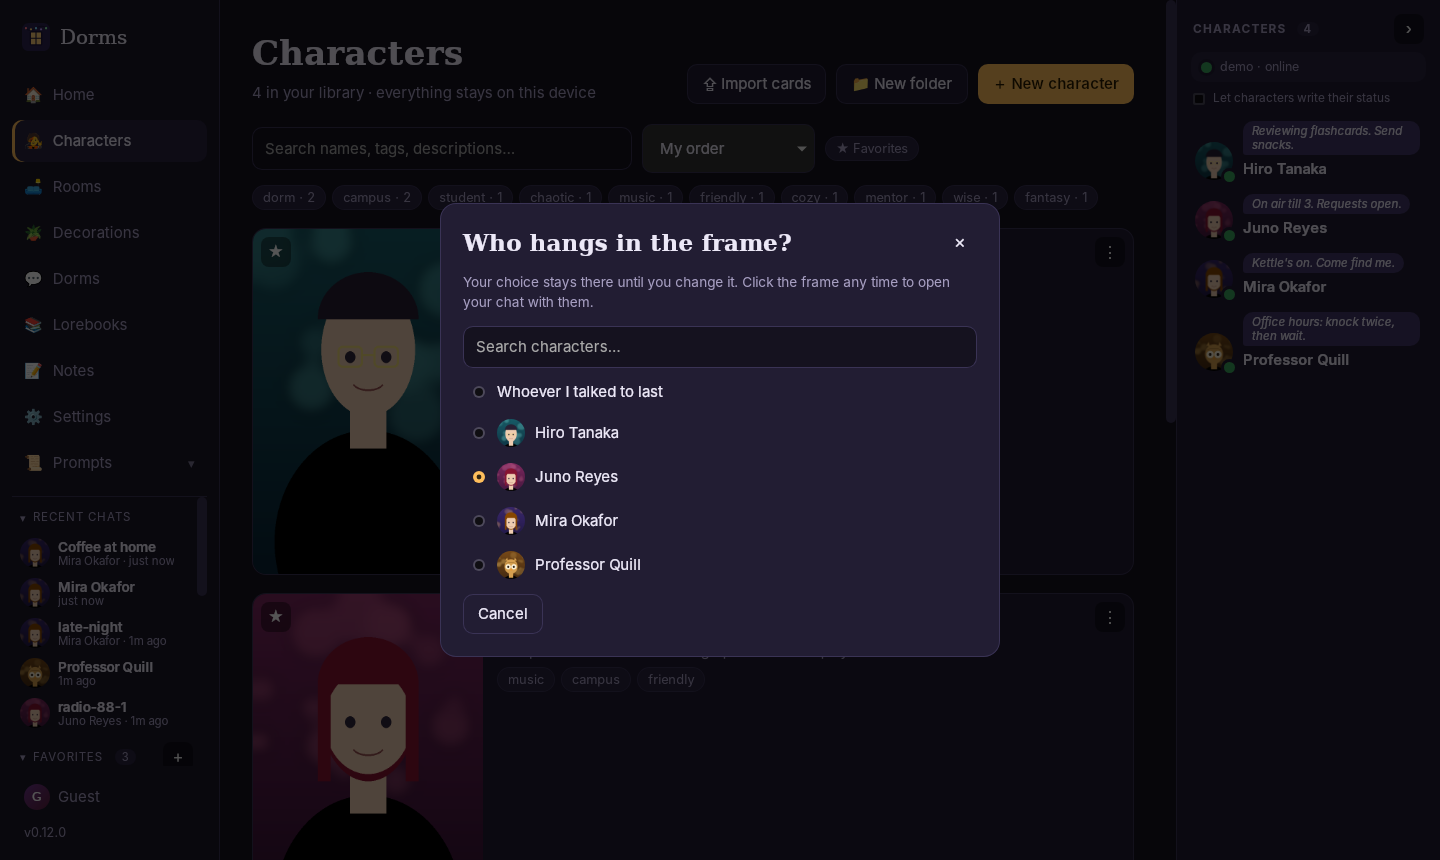 Dorms
Home
Characters
Rooms
Decorations
Dorms
Lorebooks
Notes
Settings
Prompts
RECENT CHATS
Coffee at home
Mira Okafor · just now
Mira Okafor
just now
late-night
Mira Okafor · 1m ago
Professor Quill
1m ago
radio-88-1
Juno Reyes · 1m ago
FAVORITES 3 +
G Guest
v0.12.0
Characters
4 in your library · everything stays on this device
Import cards
New folder
+ New character
Search names, tags, descriptions...
My order
★ Favorites
dorm · 2
campus · 2
student · 1
chaotic · 1
music · 1
friendly · 1
cozy · 1
mentor · 1
wise · 1
fantasy · 1
Who hangs in the frame?
Your choice stays there until you change it. Click the frame any time to open
your chat with them.
Search characters...
Whoever I talked to last
Hiro Tanaka
Juno Reyes
Mira Okafor
Professor Quill
Cancel
music
campus
friendly
CHARACTERS 4
demo · online
Let characters write their status
Reviewing flashcards. Send
snacks.
Hiro Tanaka
On air till 3. Requests open.
Juno Reyes
Kettle's on. Come find me.
Mira Okafor
Office hours: knock twice,
then wait.
Professor Quill